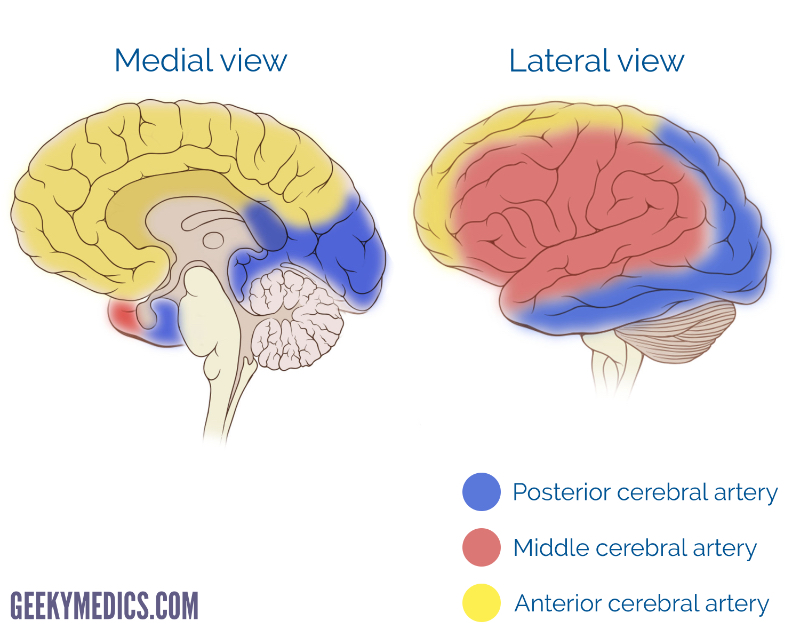 Medial view
Lateral view
Posterior cerebral artery
Middle cerebral artery
Anterior cerebral artery
GEEKYMEDICS.COM